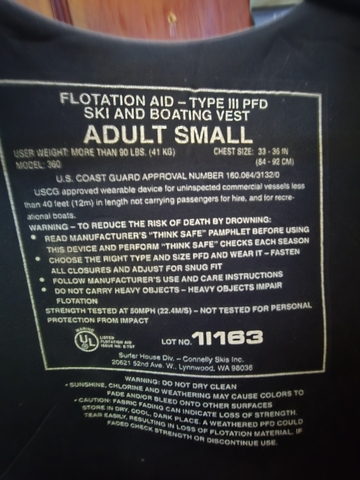 FLOTATION AID – TYPE III PFD
SKI AND BOATING VEST
ADULT SMALL
USER WEIGHT: MORE THAN 90 LBS. (41 KG) CHEST SIZE: 33 - 36 IN
MODEL: 360 (84 - 92 CM)
U.S. COAST GUARD APPROVAL NUMBER 160.064/3132/0
USCG approved wearable device for uninspected commercial vessels less
than 40 feet (12m) in length not carrying passengers for hire, and for recre-
ational boats.
WARNING – TO REDUCE THE RISK OF DEATH BY DROWNING:
• READ MANUFACTURER'S "THINK SAFE" PAMPHLET BEFORE USING
THIS DEVICE AND PERFORM "THINK SAFE" CHECKS EACH SEASON
• CHOOSE THE RIGHT TYPE AND SIZE PFD AND WEAR IT – FASTEN
ALL CLOSURES AND ADJUST FOR SNUG FIT
• FOLLOW MANUFACTURER'S USE AND CARE INSTRUCTIONS
• DO NOT CARRY HEAVY OBJECTS – HEAVY OBJECTS IMPAIR
FLOTATION
STRENGTH TESTED AT 50MPH (22.4M/S) – NOT TESTED FOR PERSONAL
PROTECTION FROM IMPACT
MARINE
UL
LISTED
FLOTATION AID
ISSUE NO.
LOT NO. 11163
Surfer House Div. – Connelly Skis Inc.
20621 52nd Ave. W., Lynnwood, WA 98036
WARNING: DO NOT DRY CLEAN
• SUNSHINE, CHLORINE AND WEATHERING MAY CAUSE COLORS TO
FADE AND/OR BLEED ONTO OTHER SURFACES
STORE IN DRY, COOL, DARK PLACE. A WEATHERED PFD COULD
• CAUTION: FABRIC FADING CAN INDICATE LOSS OF STRENGTH.
TEAR EASILY, RESULTING IN LOSS OF FLOTATION MATERIAL. IF
FADED CHECK STRENGTH OR DISCONTINUE USE.